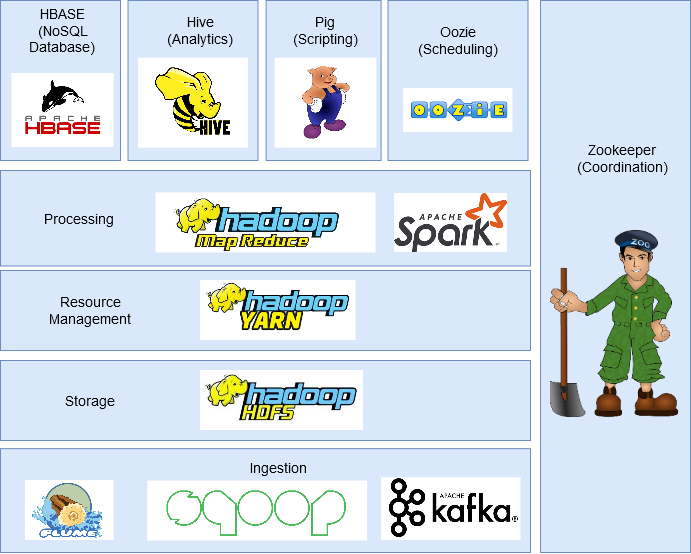 HBASE
(NoSQL
Database)
APACHE
HBASE
Hive
(Analytics)
HIVE
Pig
(Scripting)
Oozie
(Scheduling)
OOZiE
Zookeeper
(Coordination)
ZOO
Processing
hadoop
Map Reduce
APACHE
Spark
Resource
Management
hadoop
YARN
Storage
hadoop
HDFS
Ingestion
FLUME
sqoop
APACHE
kafka®